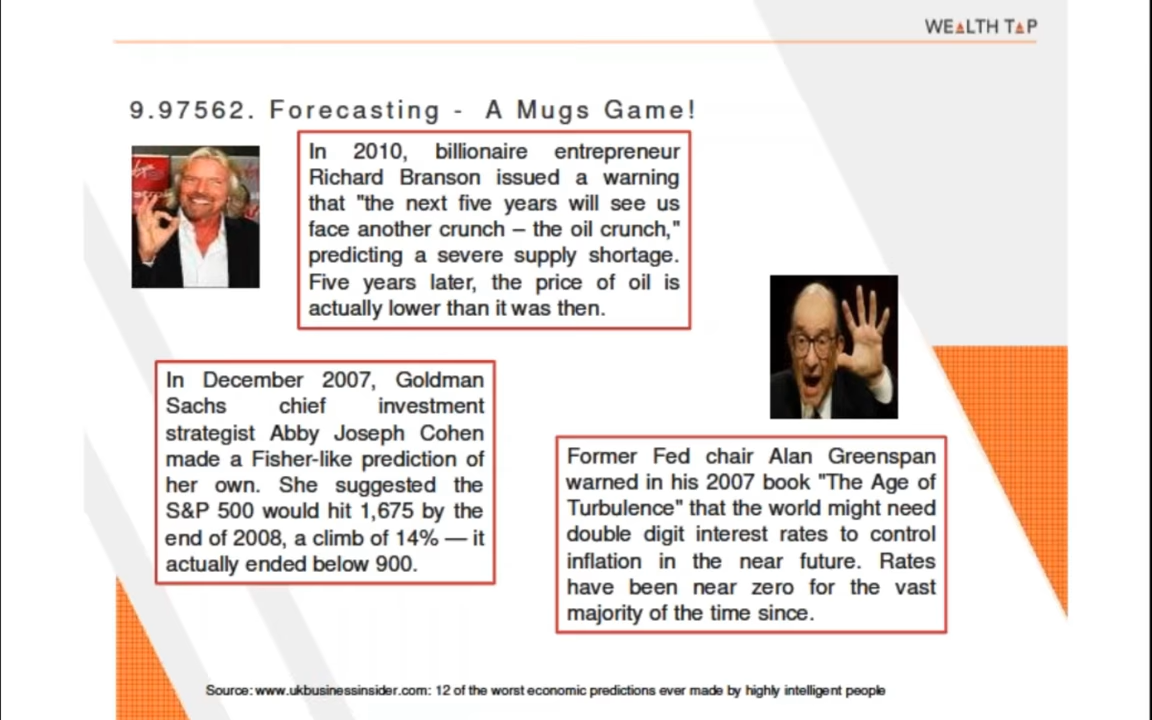 WEALTH TAP
9.97562. Forecasting - A Mugs Game!
In 2010, billionaire entrepreneur
Richard Branson issued a warning
that "the next five years will see us
face another crunch – the oil crunch,"
predicting a severe supply shortage.
Five years later, the price of oil is
actually lower than it was then.
In December 2007, Goldman
Sachs chief investment
strategist Abby Joseph Cohen
made a Fisher-like prediction of
her own. She suggested the
S&P 500 would hit 1,675 by the
end of 2008, a climb of 14% — it
actually ended below 900.
Former Fed chair Alan Greenspan
warned in his 2007 book "The Age of
Turbulence" that the world might need
double digit interest rates to control
inflation in the near future. Rates
have been near zero for the vast
majority of the time since.
Source: www.ukbusinessinsider.com: 12 of the worst economic predictions ever made by highly intelligent people